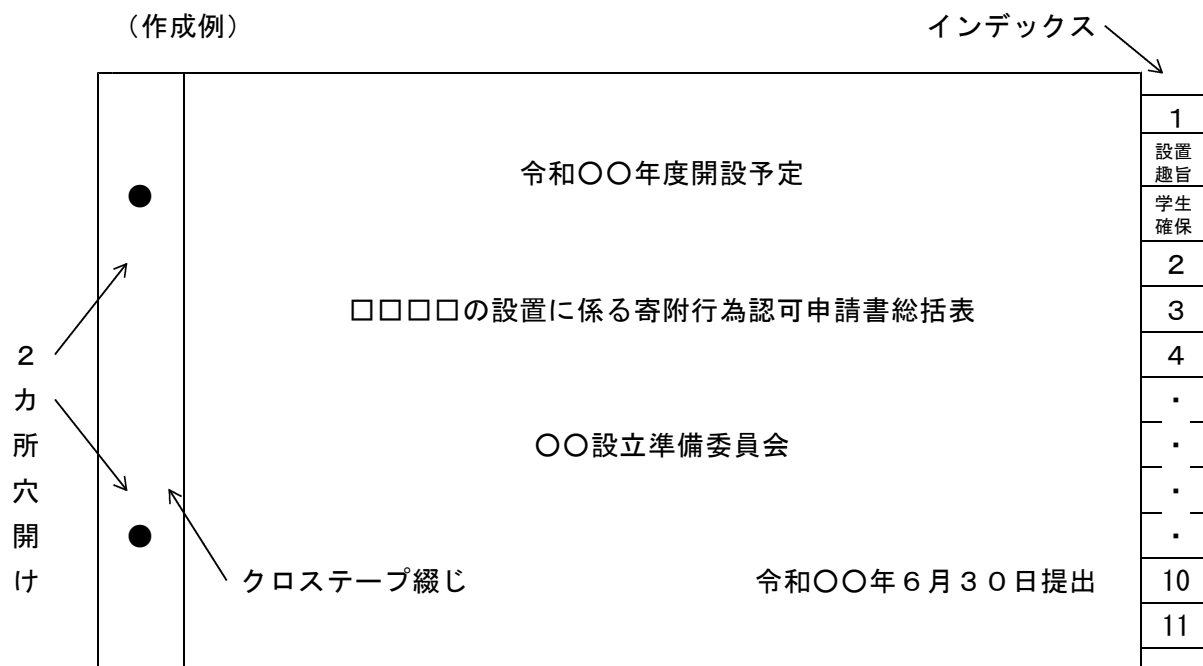 （作成例）
インデックス
令和〇〇年度開設予定
□□□□の設置に係る寄附行為認可申請書総括表
〇〇設立準備委員会
令和〇〇年６月３０日提出
クロステープ綴じ
２カ所穴開け
１
設置
趣旨
学生
確保
２
３
４
・
・
・
・
10
11